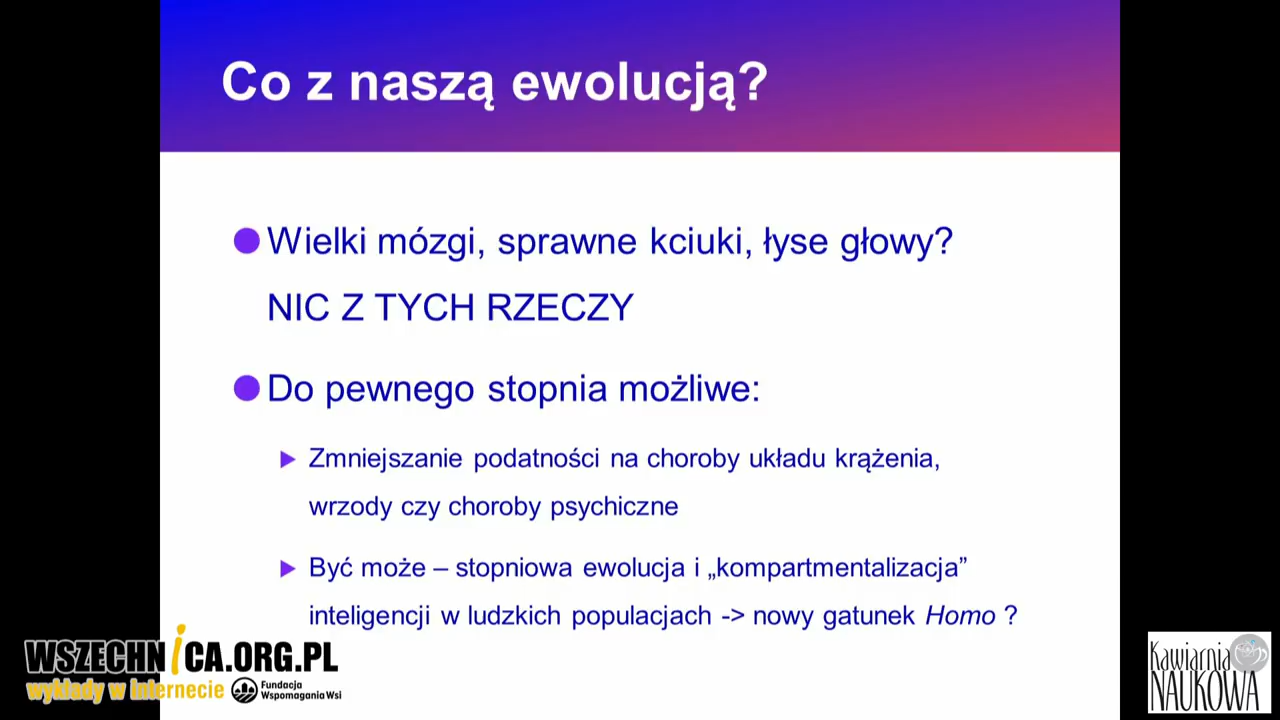 Co z naszą ewolucją?
Wielki mózgi, sprawne kciuki, łyse głowy?
NIC Z TYCH RZECZY
Do pewnego stopnia możliwe:
Zmniejszanie podatności na choroby układu krążenia,
wrzody czy choroby psychiczne
Być może – stopniowa ewolucja i „kompartmentalizacja”
inteligencji w ludzkich populacjach -> nowy gatunek Homo ?
WSZECHNiCA.ORG.PL
wykłady w internecie
Fundacja
Wspomagania Wsi
Kawiarnia
NAUKOWA